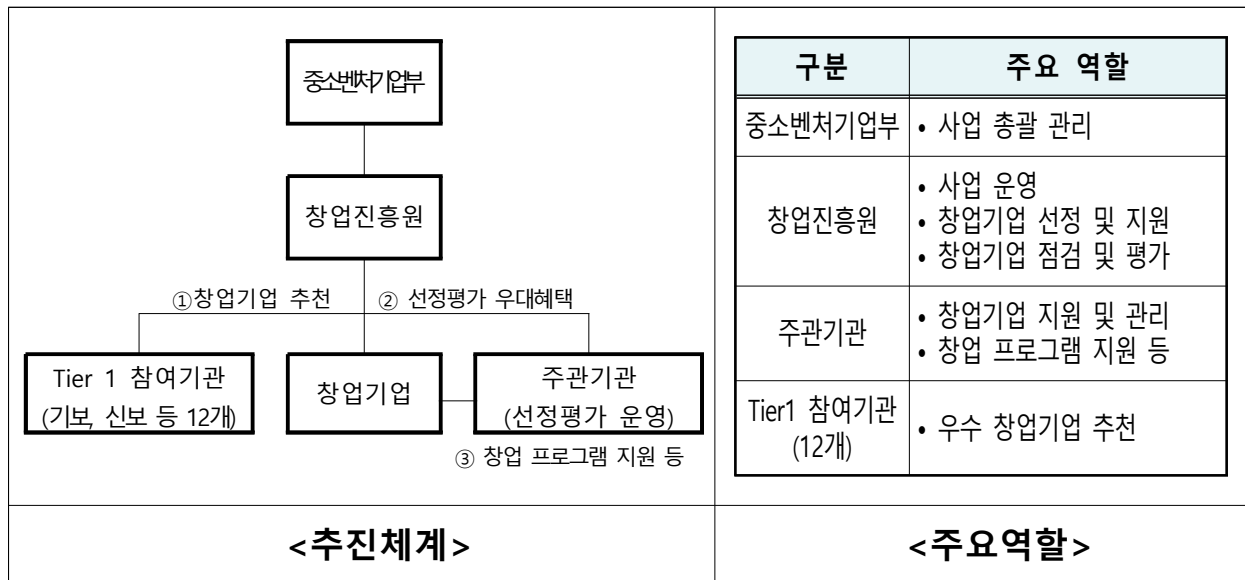 중소벤처기업부
창업진흥원
①창업기업 추천
② 선정평가 우대혜택
Tier 1 참여기관
(기보, 신보 등 12개)
창업기업
주관기관
(선정평가 운영)
③ 창업 프로그램 지원 등
<추진체계>
구분 주요 역할
중소벤처기업부 • 사업 총괄 관리
창업진흥원
• 사업 운영
• 창업기업 선정 및 지원
• 창업기업 점검 및 평가
주관기관
• 창업기업 지원 및 관리
• 창업 프로그램 지원 등
Tier1 참여기관
(12개)
• 우수 창업기업 추천
<주요역할>